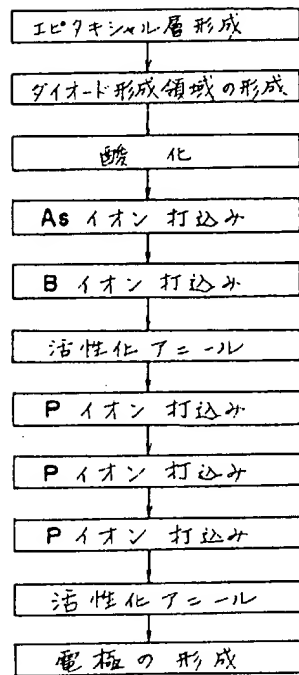 エピタキシャル層形成
ダイオード形成領域の形成
酸化
As イオン打込み
B イオン打込み
活性化アニール
P イオン打込み
P イオン打込み
P イオン打込み
活性化アニール
電極の形成